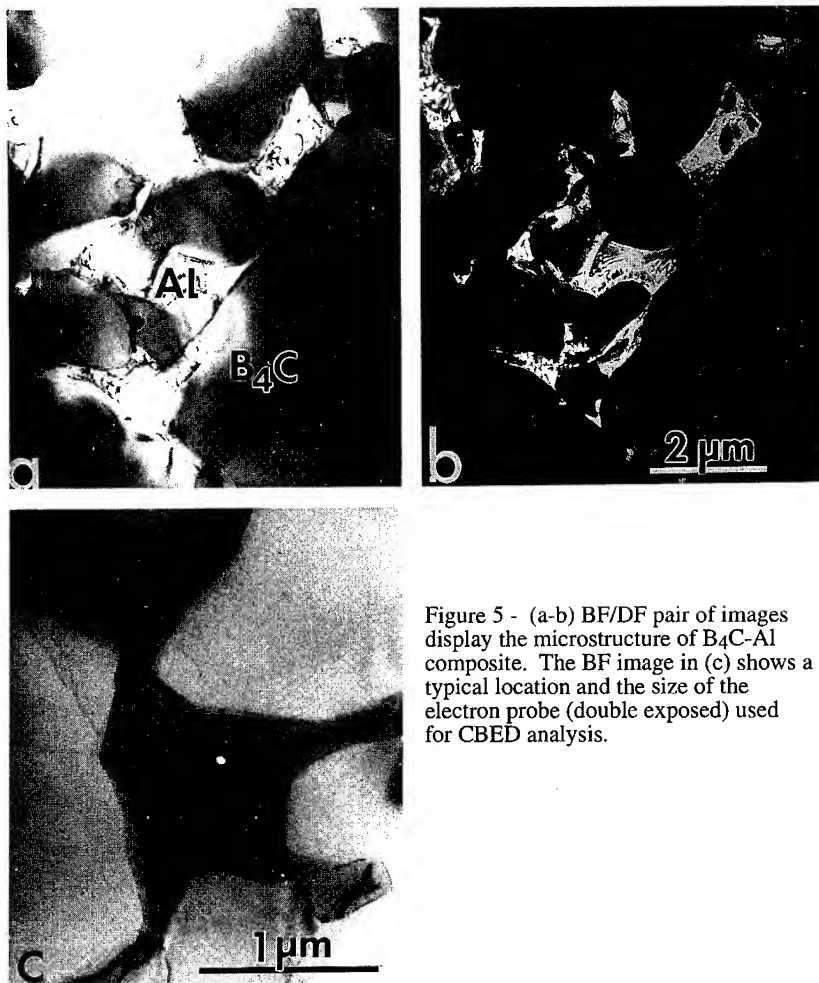 Al
B₄C
a
b
2 µm
c
1 µm
Figure 5 - (a-b) BF/DF pair of images
display the microstructure of B₄C-Al
composite. The BF image in (c) shows a
typical location and the size of the
electron probe (double exposed) used
for CBED analysis.